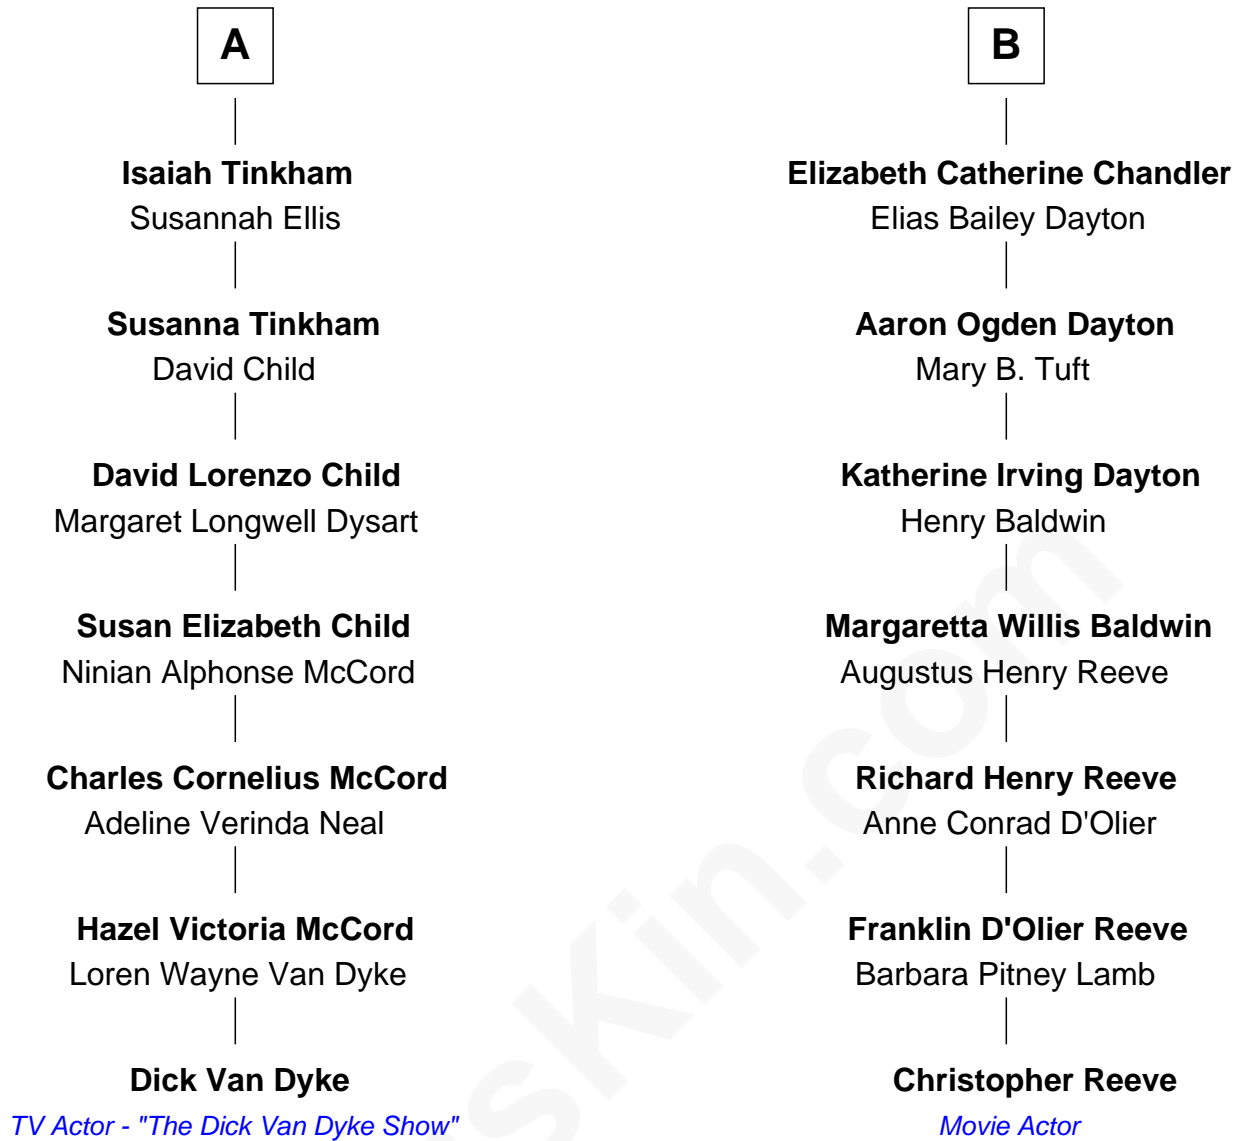 A
Isaiah Tinkham
Susannah Ellis
Susanna Tinkham
David Child
David Lorenzo Child
Margaret Longwell Dysart
Susan Elizabeth Child
Ninian Alphonse McCord
Charles Cornelius McCord
Adeline Verinda Neal
Hazel Victoria McCord
Loren Wayne Van Dyke
Dick Van Dyke
TV Actor - "The Dick Van Dyke Show"
B
Elizabeth Catherine Chandler
Elias Bailey Dayton
Aaron Ogden Dayton
Mary B. Tuft
Katherine Irving Dayton
Henry Baldwin
Margaretta Willis Baldwin
Augustus Henry Reeve
Richard Henry Reeve
Anne Conrad D'Olier
Franklin D'Olier Reeve
Barbara Pitney Lamb
Christopher Reeve
Movie Actor
sKin.com